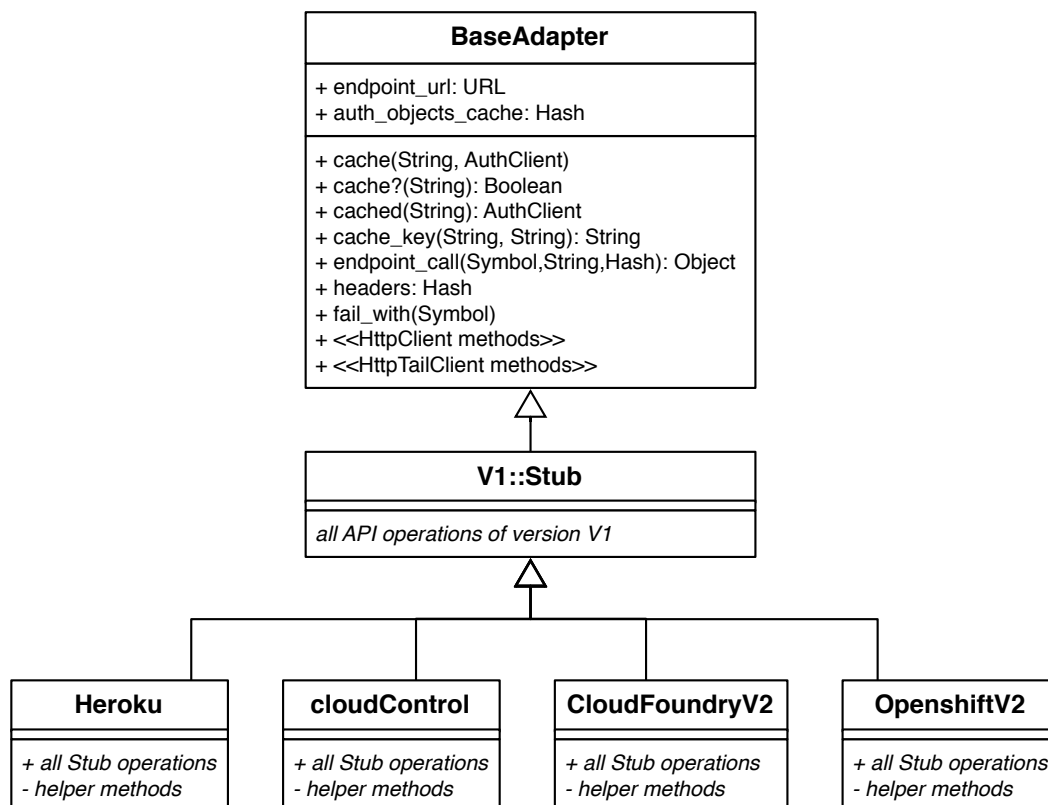 BaseAdapter
+ endpoint_url: URL
+ auth_objects_cache: Hash
+ cache(String, AuthClient)
+ cache?(String): Boolean
+ cached(String): AuthClient
+ cache_key(String, String): String
+ endpoint_call(Symbol,String,Hash): Object
+ headers: Hash
+ fail_with(Symbol)
+ <<HttpClient methods>>
+ <<HttpTailClient methods>>
V1::Stub
all API operations of version V1
Heroku
+ all Stub operations
- helper methods
cloudControl
+ all Stub operations
- helper methods
CloudFoundryV2
+ all Stub operations
- helper methods
OpenshiftV2
+ all Stub operations
- helper methods